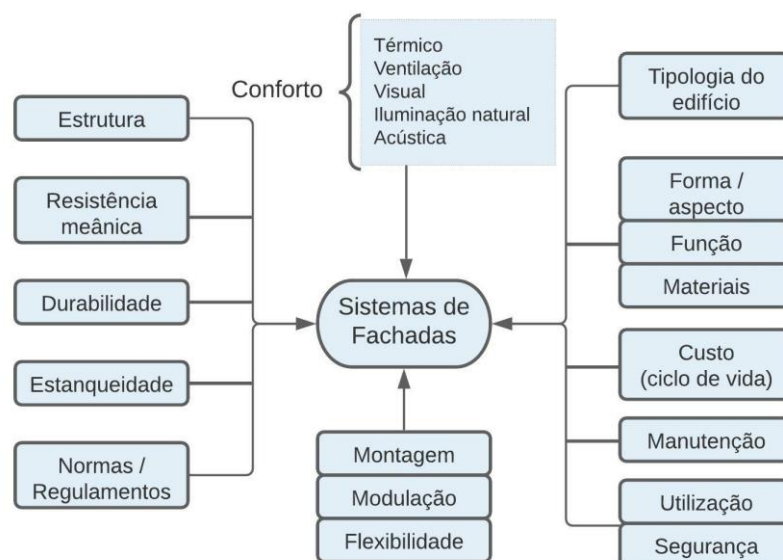 Conforto
Térmico
Ventilação
Visual
Iluminação natural
Acústica
Estrutura
Resistência
meânica
Durabilidade
Estanqueidade
Normas /
Regulamentos
Sistemas de
Fachadas
Montagem
Modulação
Flexibilidade
Tipologia do
edifício
Forma /
aspecto
Função
Materiais
Custo
(ciclo de vida)
Manutenção
Utilização
Segurança